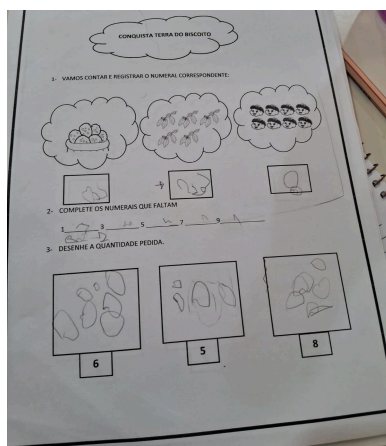 CONQUISTA TERRA DO BISCOITO
1- VAMOS CONTAR E REGISTRAR O NUMERAL CORRESPONDENTE:
2- COMPLETE OS NUMERAIS QUE FALTAM
1 3 5 7 9
3- DESENHE A QUANTIDADE PEDIDA.
6 5 8